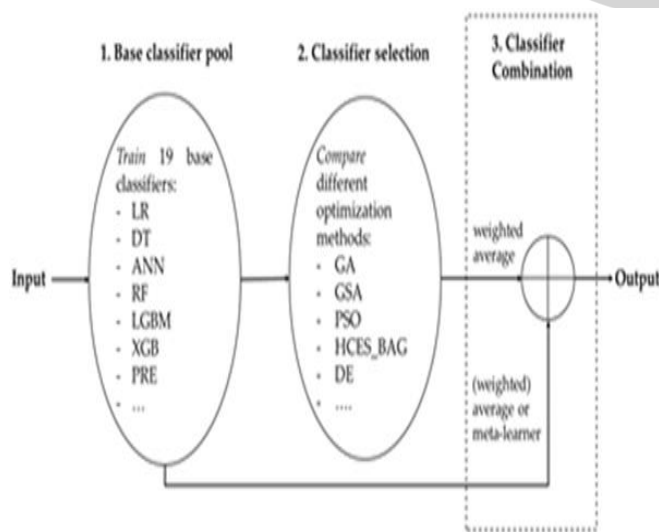 1. Base classifier pool
2. Classifier selection
3. Classifier
Combination
Train 19 base
classifiers:
- LR
- DT
- ANN
- RF
- LGBM
- XGB
- PRE
- ...
Compare
different
optimization
methods:
- GA
- GSA
- PSO
- HCES_BAG
- DE
- ....
Input
weighted
average
Output
(weighted)
average or
meta-learner